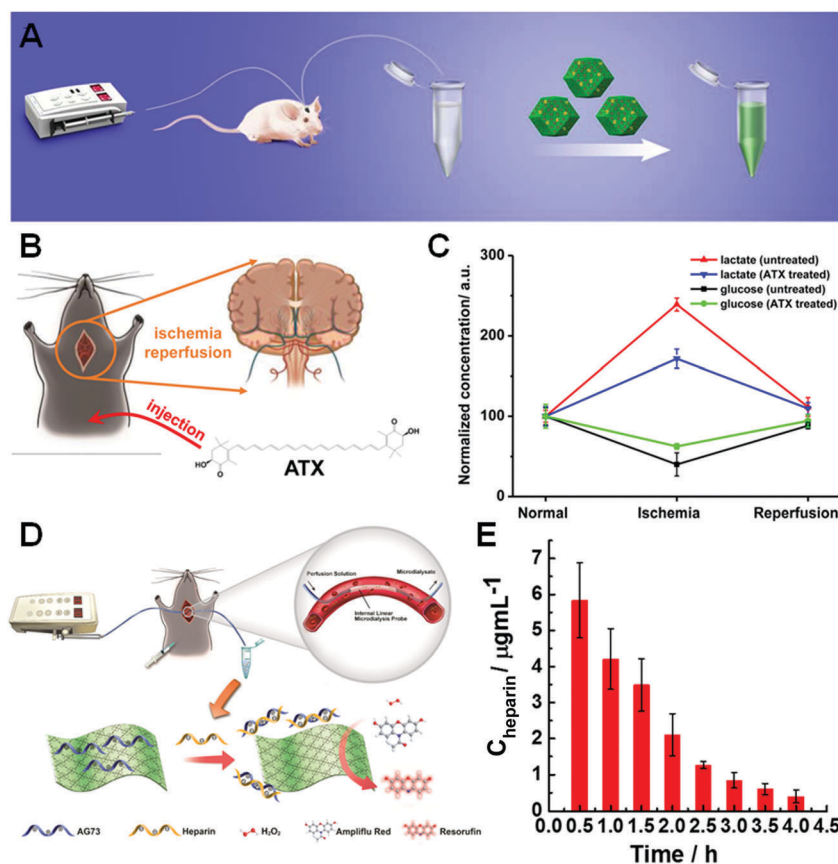 A
B
ischemia
reperfusion
injection
HO
O
O
OH
ATX
C
Normalized concentration/ a.u.
300
200
100
0
lactate (untreated)
lactate (ATX treated)
glucose (untreated)
glucose (ATX treated)
Normal Ischemia Reperfusion
D
Perfusion Solution
Microdialysate
Internal Linear
Microdialysis Probe
AG73 Heparin H₂O₂ Ampliflu Red Resorufin
E
Cheparin / μgmL⁻¹
7
6
5
4
3
2
1
0
0.0 0.5 1.0 1.5 2.0 2.5 3.0 3.5 4.0 4.5
Time / h